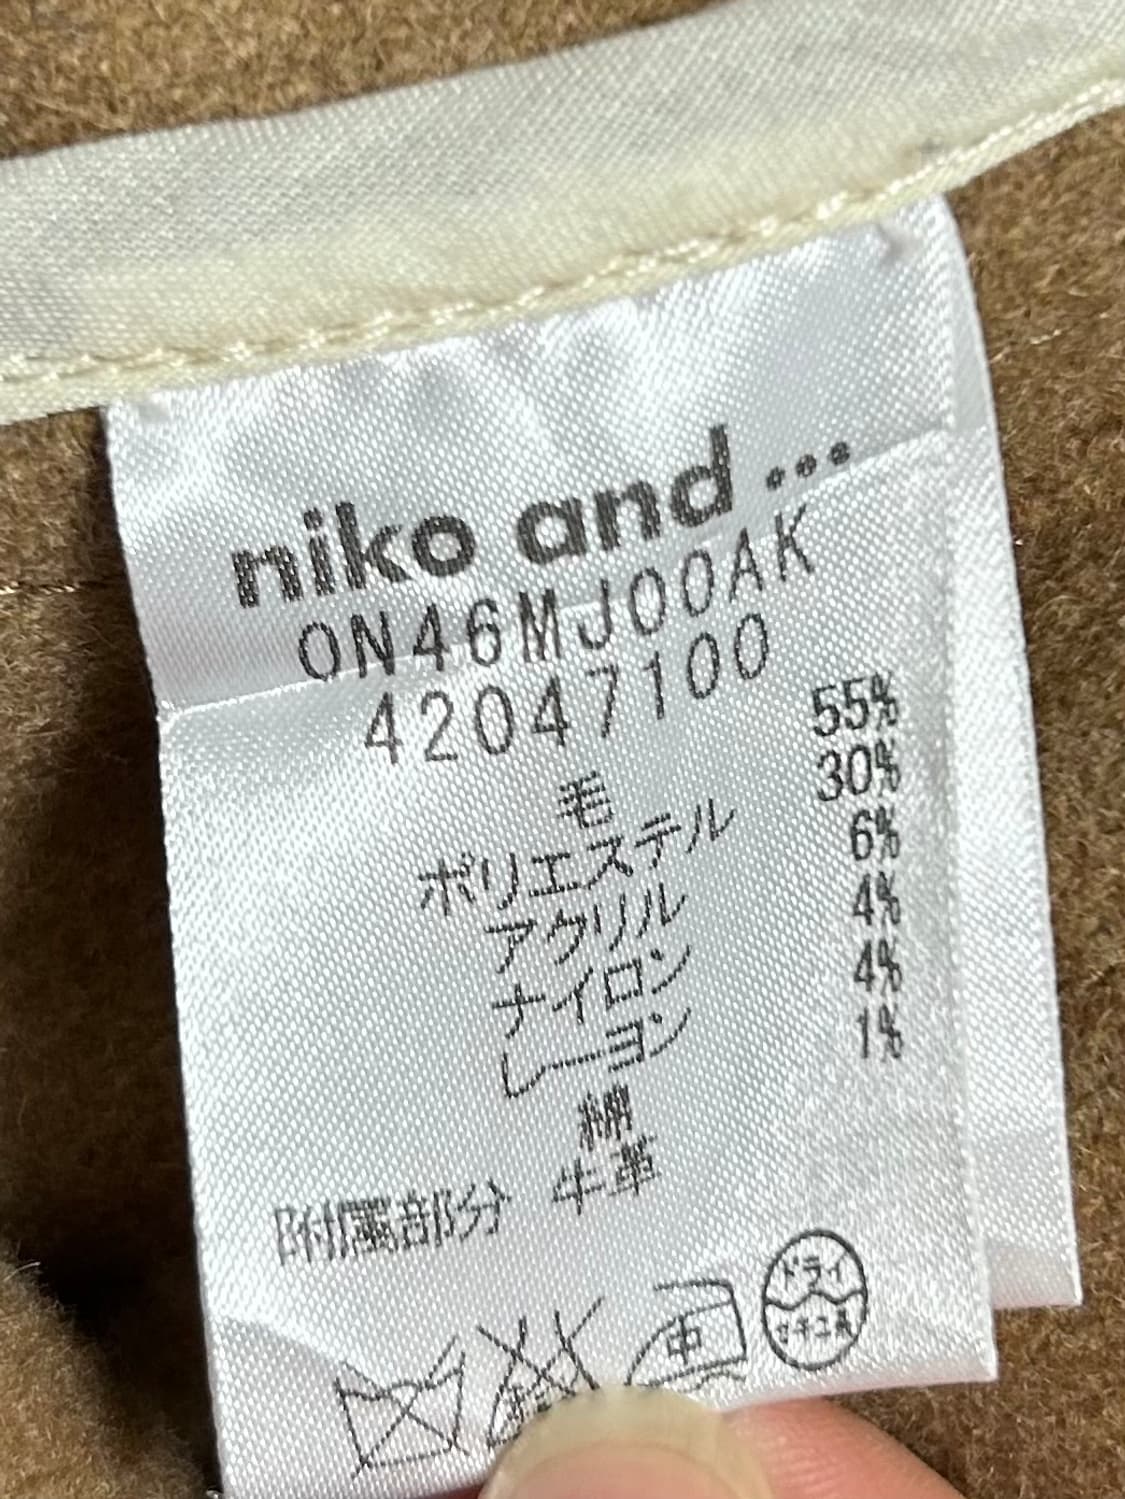 niko and ...
0N46MJ00AK
42047100
毛 55%
ポリエステル 30%
アクリル 6%
ナイロン 4%
レーヨン 4%
綿 1%
附属部分 牛革
中
ドライ